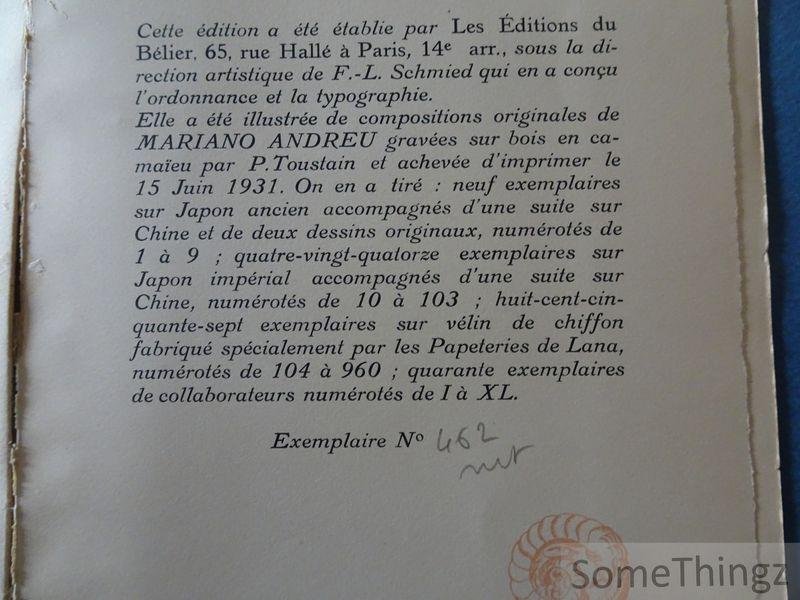 Cette édition a été établie par Les Éditions du
Bélier, 65, rue Hallé à Paris, 14e arr., sous la di-
rection artistique de F.-L. Schmied qui en a conçu
l'ordonnance et la typographie.
Elle a été illustrée de compositions originales de
MARIANO ANDREU gravées sur bois en ca-
maïeu par P. Toustain et achevée d'imprimer le
15 Juin 1931. On en a tiré : neuf exemplaires
sur Japon ancien accompagnés d'une suite sur
Chine et de deux dessins originaux, numérotés de
1 à 9 ; quatre-vingt-quatorze exemplaires sur
Japon impérial accompagnés d'une suite sur
Chine, numérotés de 10 à 103 ; huit-cent-cin-
quante-sept exemplaires sur vélin de chiffon
fabriqué spécialement par les Papeteries de Lana,
numérotés de 104 à 960 ; quarante exemplaires
de collaborateurs numérotés de I à XL.
Exemplaire No 462
SomeThingz